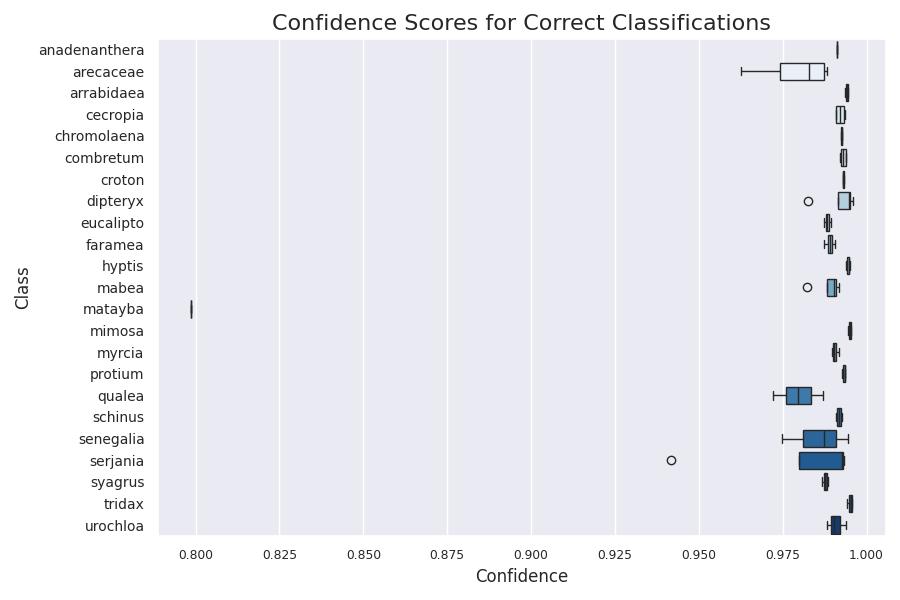 Confidence Scores for Correct Classifications
anadenanthera
arecaceae
arrabidaea
cecropia
chromolaena
combretum
croton
dipteryx
eucalipto
faramea
hyptis
mabea
matayba
mimosa
myrcia
protium
qualea
schinus
senegalia
serjania
syagrus
tridax
urochloa
Class
0.800 0.825 0.850 0.875 0.900 0.925 0.950 0.975 1.000
Confidence